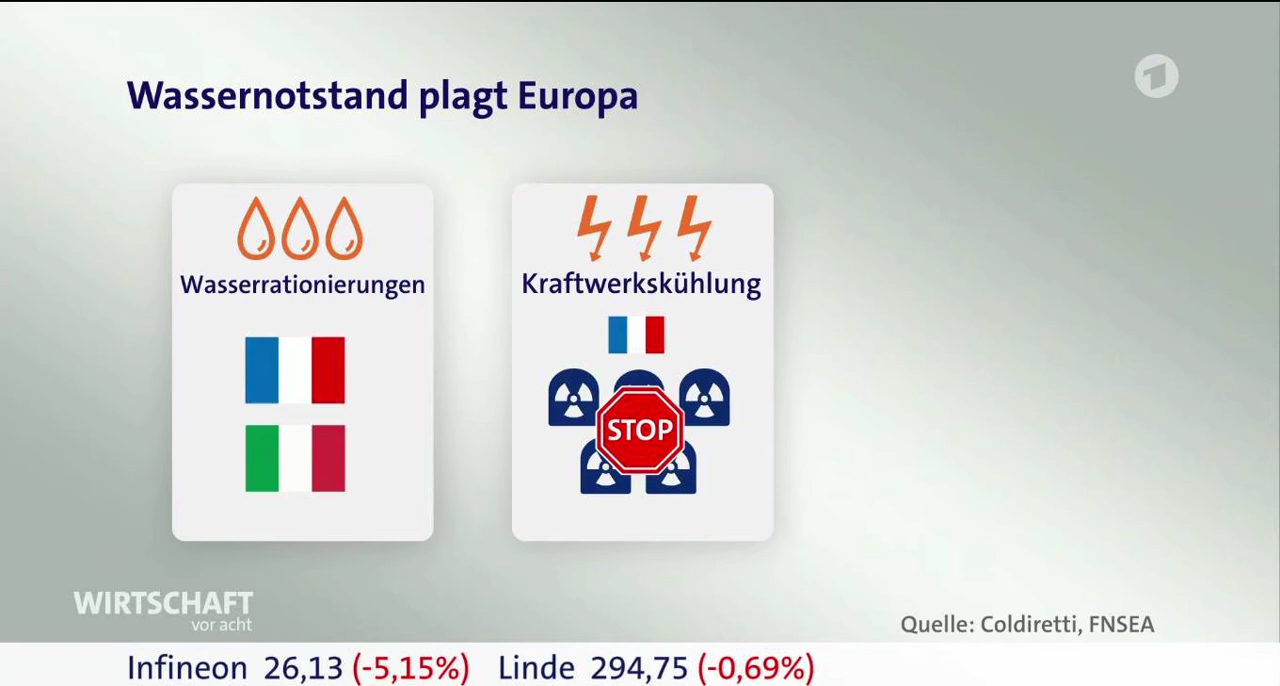 Wassernotstand plagt Europa
1
Wasserrationierungen
Kraftwerkskühlung
STOP
WIRTSCHAFT
vor acht
Quelle: Coldiretti, FNSEA
Infineon 26,13 (-5,15%) Linde 294,75 (-0,69%)